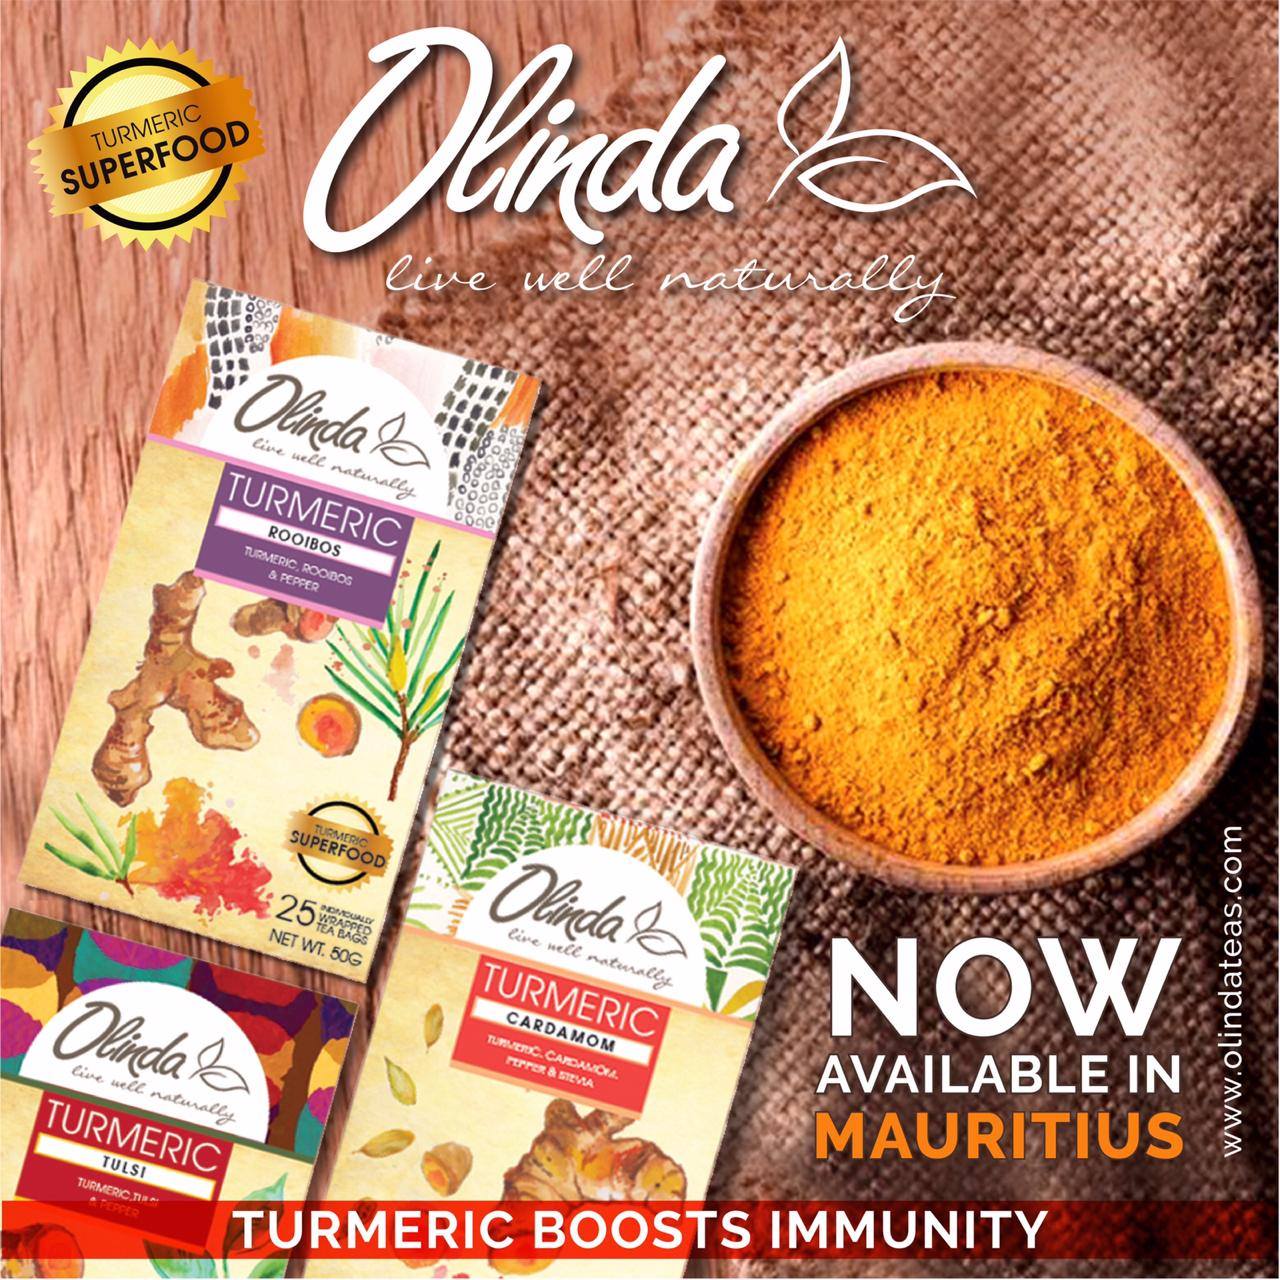 TURMERIC
SUPERFOOD
Olinda
live well naturally
Olinda
live well naturally
TURMERIC
ROOIBOS
TURMERIC, ROOIBOS
& PEPPER
TURMERIC
SUPERFOOD
25 INDIVIDUALLY
WRAPPED
TEA BAGS
NET WT. 50G
Olinda
live well naturally
TURMERIC
CARDAMOM
TURMERIC, CARDAMOM,
PEPPER & STEVIA
Olinda
live well naturally
TURMERIC
TULSI
TURMERIC, TULSI
& PEPPER
NOW
AVAILABLE IN
MAURITIUS
www.olindateas.com
TURMERIC BOOSTS IMMUNITY